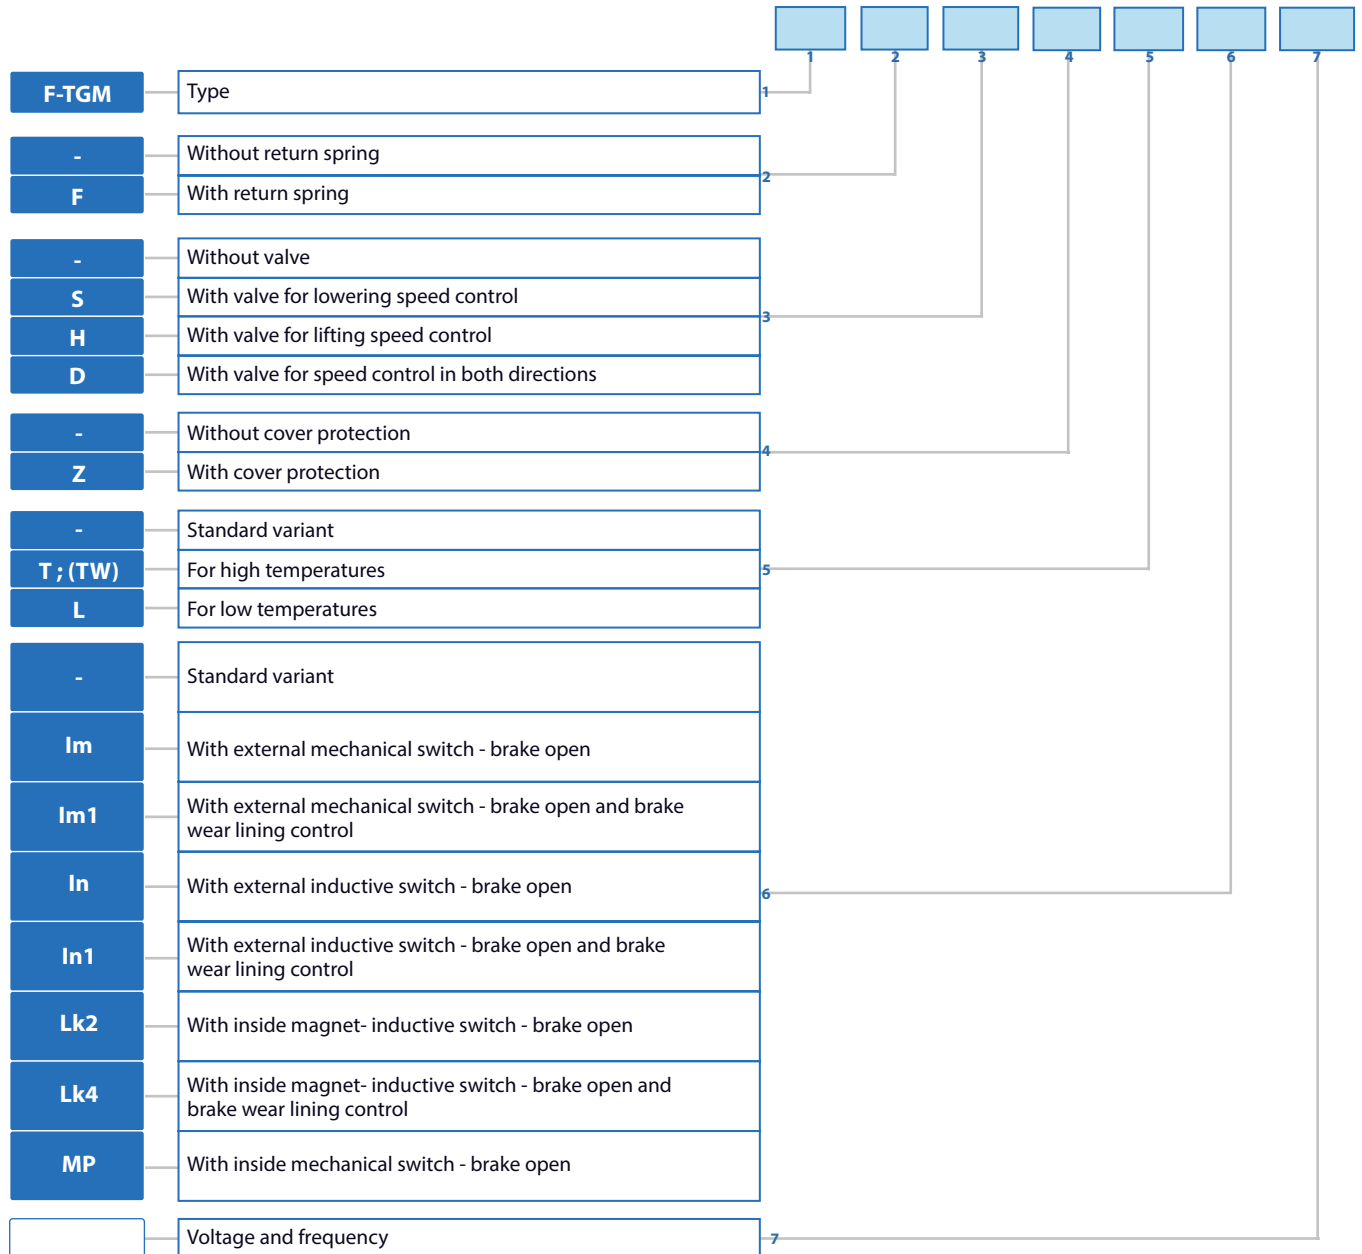 1 2 3 4 5 6 7
F-TGM Type 1
- Without return spring
2
F With return spring
- Without valve
S With valve for lowering speed control
3
H With valve for lifting speed control
D With valve for speed control in both directions
- Without cover protection
4
Z With cover protection
- Standard variant
T ; (TW) For high temperatures 5
L For low temperatures
- Standard variant
Im With external mechanical switch - brake open
Im1 With external mechanical switch - brake open and brake
wear lining control
In With external inductive switch - brake open 6
In1 With external inductive switch - brake open and brake
wear lining control
Lk2 With inside magnet- inductive switch - brake open
Lk4 With inside magnet- inductive switch - brake open and
brake wear lining control
MP With inside mechanical switch - brake open
Voltage and frequency 7